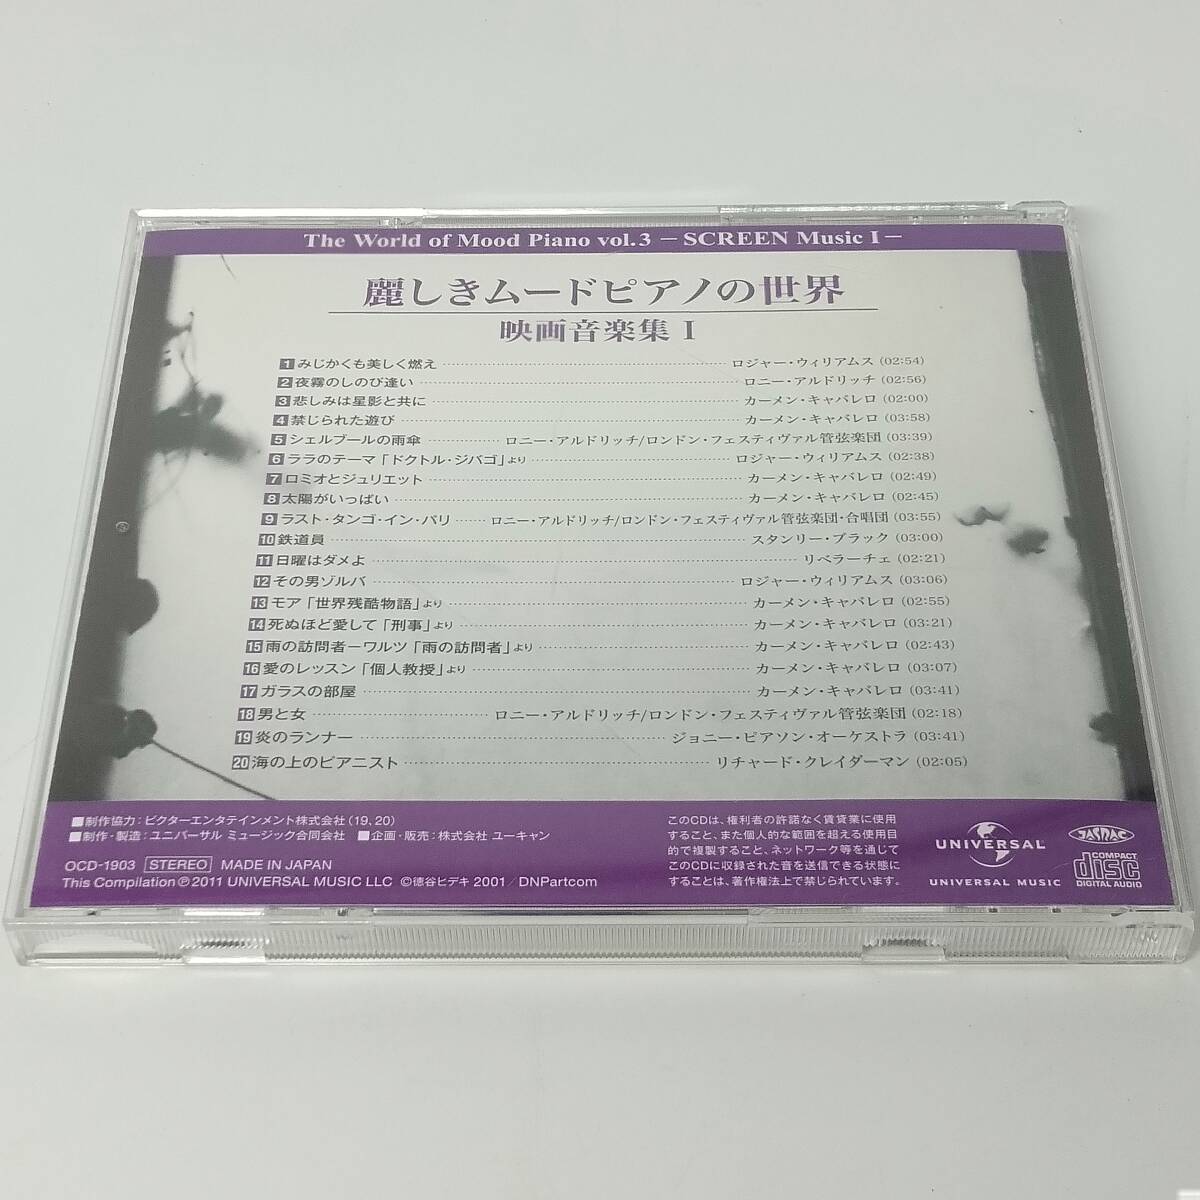 The World of Mood Piano vol.3 – SCREEN Music I –
麗しきムードピアノの世界
映画音楽集 I
1 みじかくも美しく燃え ロジャー・ウィリアムス (02:54)
2 夜霧のしのび逢い ロニー・アルドリッチ (02:56)
3 悲しみは星影と共に カーメン・キャバレロ (02:00)
4 禁じられた遊び カーメン・キャバレロ (03:58)
5 シェルブールの雨傘 ロニー・アルドリッチ/ロンドン・フェスティヴァル管弦楽団 (03:39)
6 ララのテーマ「ドクトル・ジバゴ」より ロジャー・ウィリアムス (02:38)
7 ロミオとジュリエット カーメン・キャバレロ (02:49)
8 太陽がいっぱい カーメン・キャバレロ (02:45)
9 ラスト・タンゴ・イン・パリ ロニー・アルドリッチ/ロンドン・フェスティヴァル管弦楽団・合唱団 (03:55)
10 鉄道員 スタンリー・ブラック (03:00)
11 日曜はダメよ リベラーチェ (02:21)
12 その男ゾルバ ロジャー・ウィリアムス (03:06)
13 モア「世界残酷物語」より カーメン・キャバレロ (02:55)
14 死ぬほど愛して「刑事」より カーメン・キャバレロ (03:21)
15 雨の訪問者－ワルツ「雨の訪問者」より カーメン・キャバレロ (02:43)
16 愛のレッスン「個人教授」より カーメン・キャバレロ (03:07)
17 ガラスの部屋 カーメン・キャバレロ (03:41)
18 男と女 ロニー・アルドリッチ/ロンドン・フェスティヴァル管弦楽団 (02:18)
19 炎のランナー ジョニー・ピアソン・オーケストラ (03:41)
20 海の上のピアニスト リチャード・クレイダーマン (02:05)
■制作協力：ビクターエンタテインメント株式会社(19, 20)
■制作・製造：ユニバーサル ミュージック合同会社 ■企画・販売：株式会社 ユーキャン
OCD-1903 STEREO MADE IN JAPAN
This Compilation ℗2011 UNIVERSAL MUSIC LLC ©徳谷ヒデキ 2001 / DNPartcom
このCDは、権利者の許諾なく賃貸業に使用
すること、また個人的な範囲を超える使用目
的で複製すること、ネットワーク等を通じて
このCDに収録された音を送信できる状態に
することは、著作権法上で禁じられています。
UNIVERSAL
UNIVERSAL MUSIC
JASRAC
COMPACT
disc
DIGITAL AUDIO